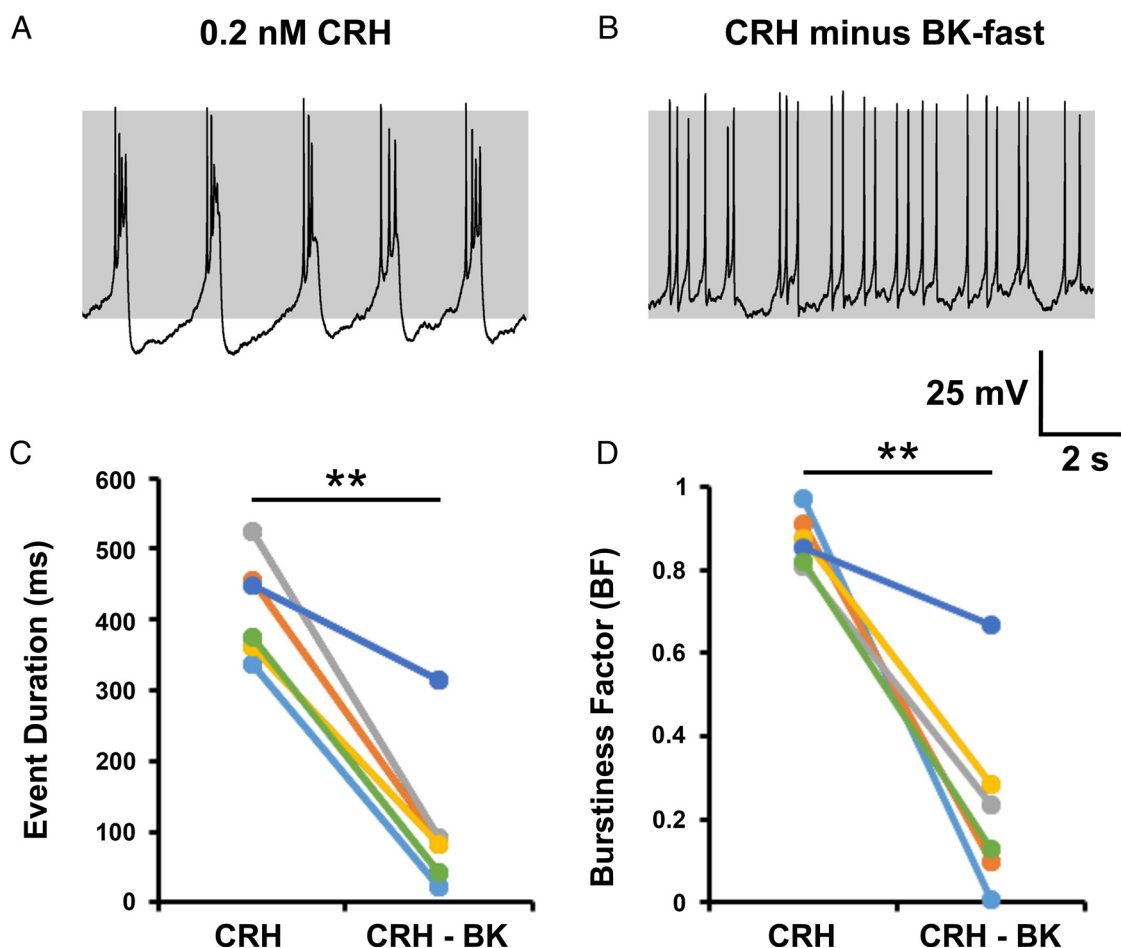 A
0.2 nM CRH
B
CRH minus BK-fast
25 mV
2 s
C
**
600
500
400
300
200
100
0
Event Duration (ms)
CRH
CRH - BK
D
**
1
0.8
0.6
0.4
0.2
0
Burstiness Factor (BF)
CRH
CRH - BK